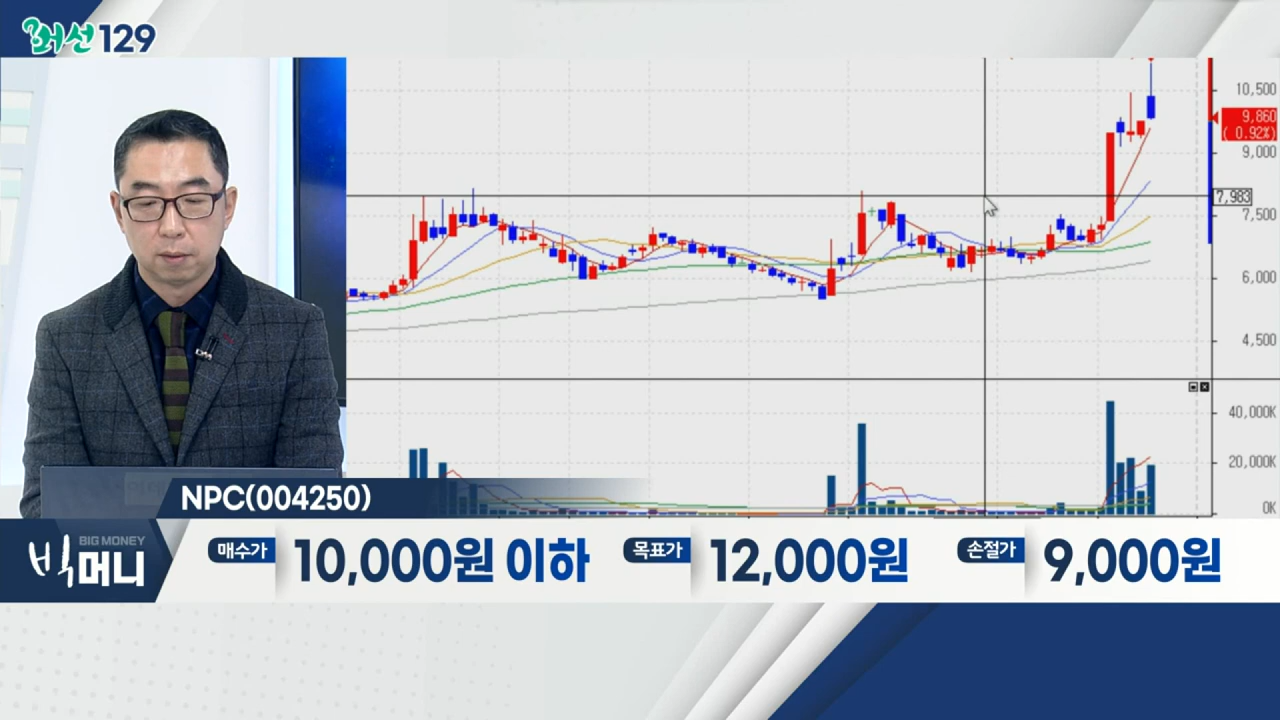 머선129
10,500
9,860
( 0.92%)
9,000
7,983
7,500
6,000
4,500
40,000K
20,000K
0K
NPC(004250)
BIG MONEY
빅머니
매수가
10,000원 이하
목표가
12,000원
손절가
9,000원